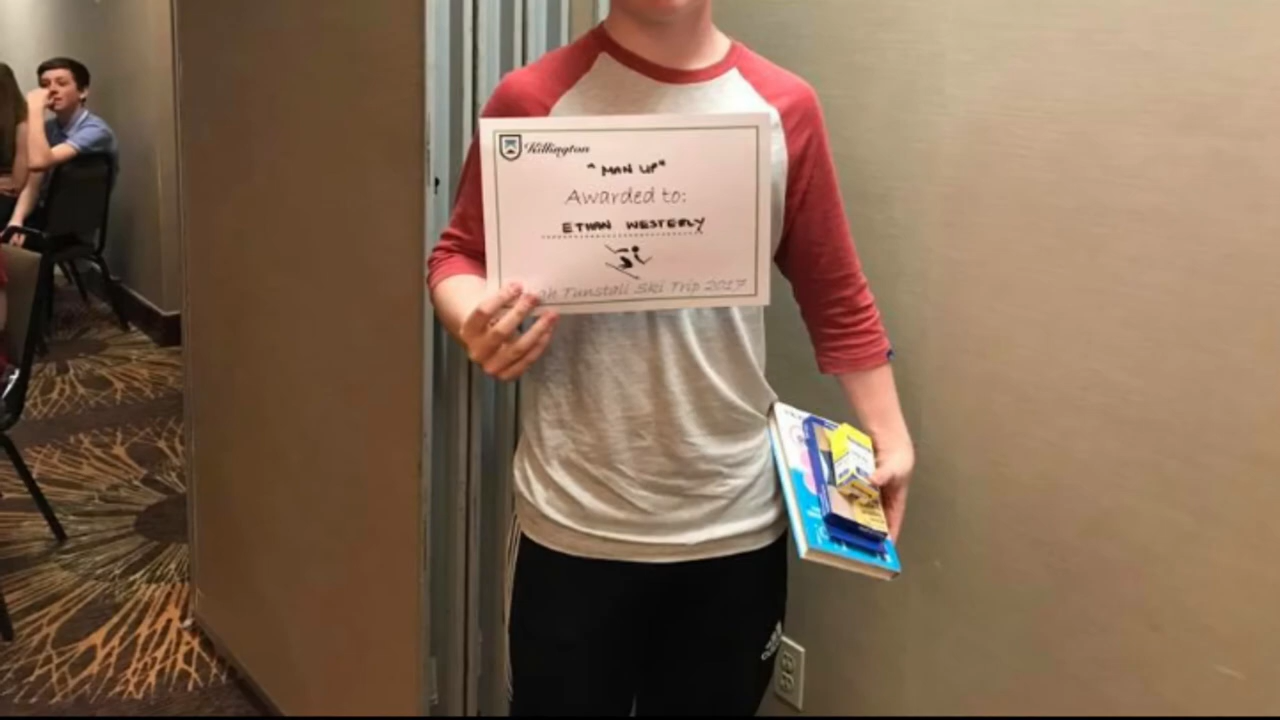 Killington
"MAN UP"
Awarded to:
ETHAN WESTERLY
Tunstall Ski Trip 2017